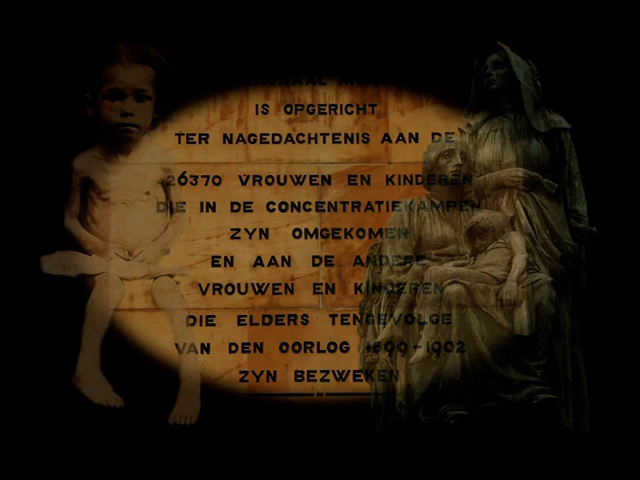 IS OPGERICHT
TER NAGEDACHTENIS AAN DE
26370 VROUWEN EN KINDEREN
DIE IN DE CONCENTRATIEKAMPEN
ZYN OMGEKOMEN
EN AAN DE ANDERE
VROUWEN EN KINDEREN
DIE ELDERS TENGEVOLGE
VAN DEN OORLOG 1899-1902
ZYN BEZWEKEN